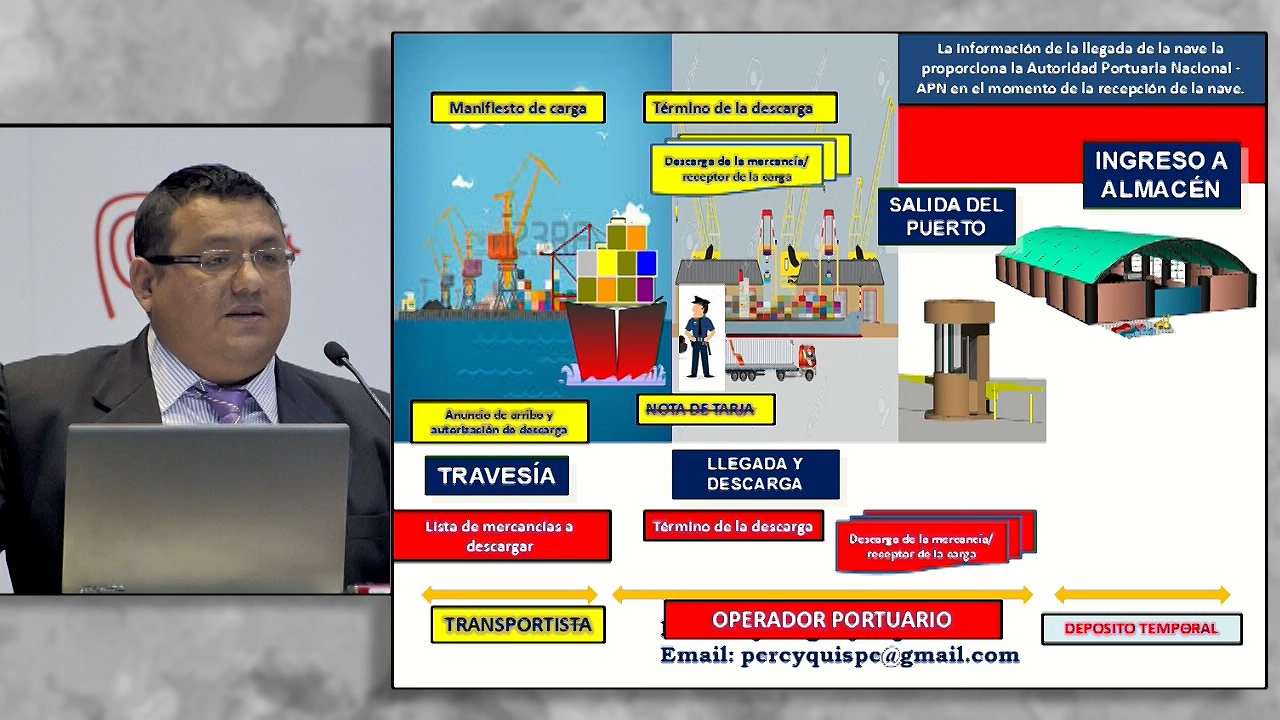 La información de la llegada de la nave la
proporciona la Autoridad Portuaria Nacional -
APN en el momento de la recepción de la nave.
Manifiesto de carga
Término de la descarga
Descarga de la mercancía/
receptor de la carga
INGRESO A
ALMACÉN
SALIDA DEL
PUERTO
NOTA DE TARJA
Anuncio de arribo y
autorización de descarga
TRAVESÍA
LLEGADA Y
DESCARGA
Lista de mercancías a
descargar
Término de la descarga
Descarga de la mercancía/
receptor de la carga
TRANSPORTISTA
OPERADOR PORTUARIO
DEPOSITO TEMPORAL
Email: percyquispe@gmail.com